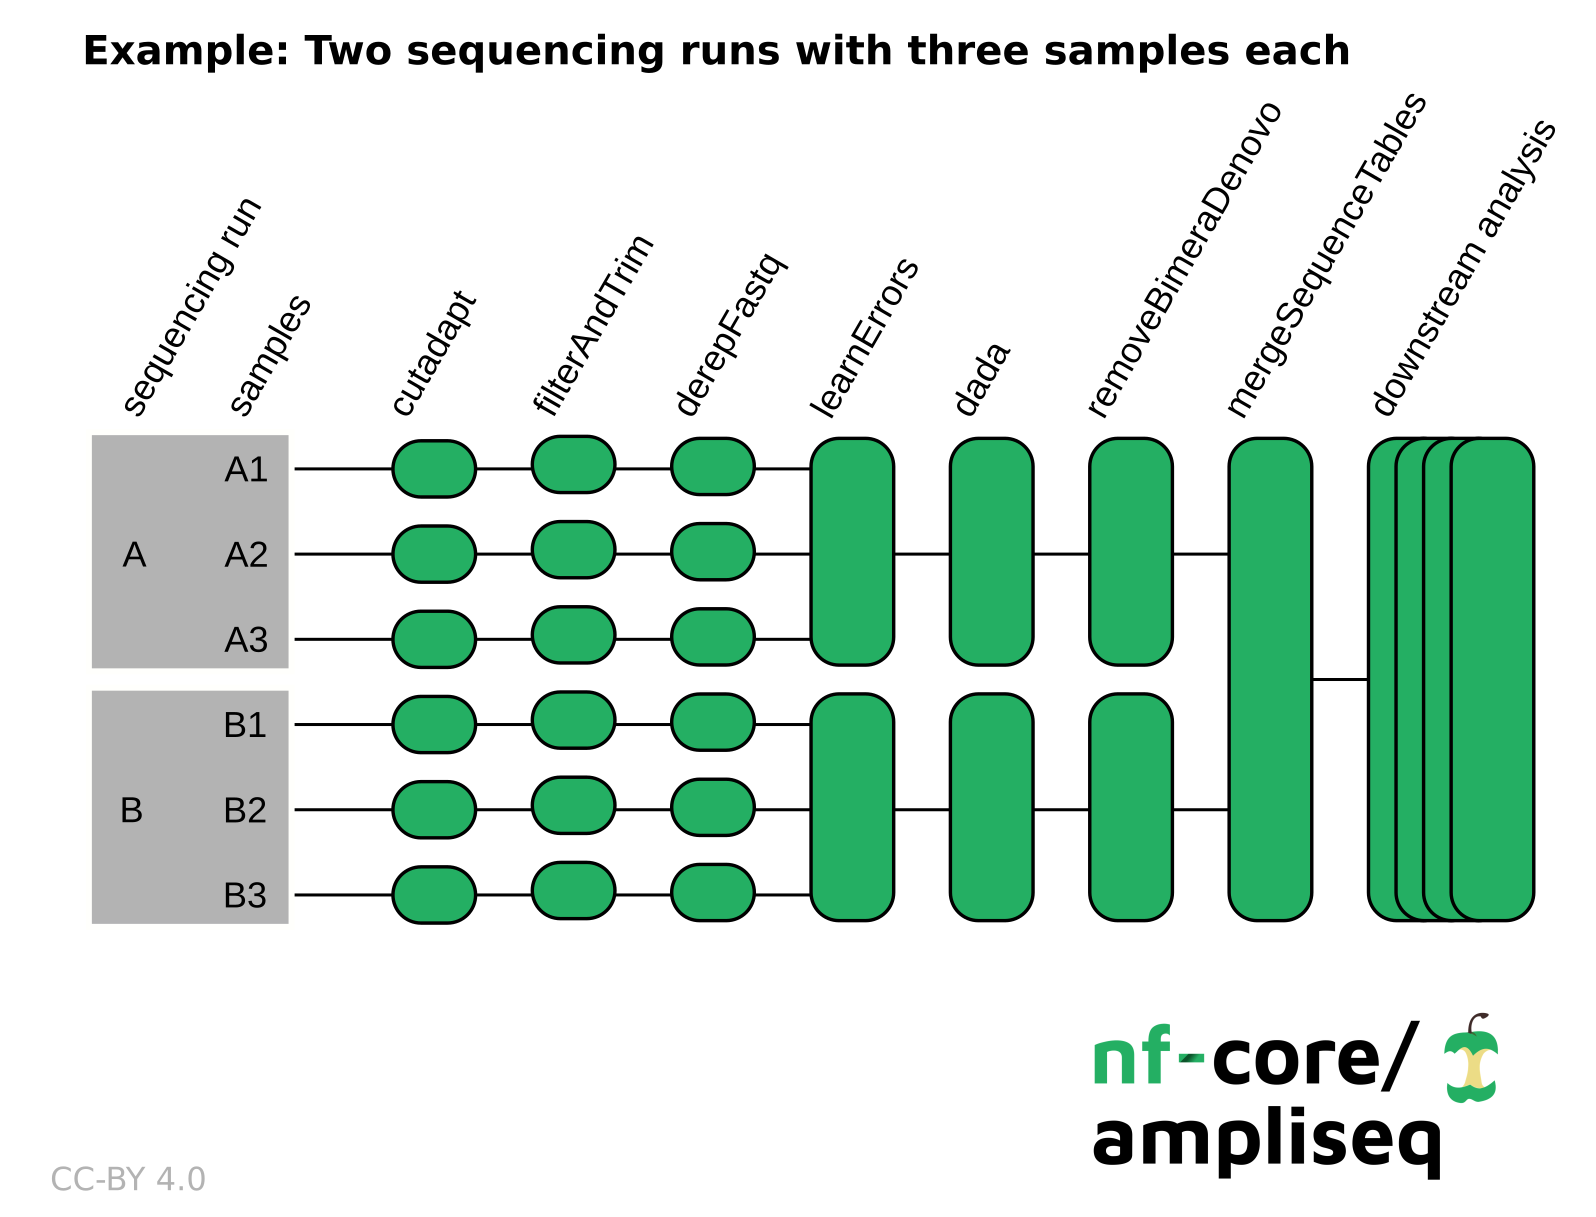 Example: Two sequencing runs with three samples each
sequencing run
samples
cutadapt
filterAndTrim
derepFastq
learnErrors
dada
removeBimeraDenovo
mergeSequenceTables
downstream analysis
A
A1
A2
A3
B
B1
B2
B3
nf-core/
ampliseq
CC-BY 4.0